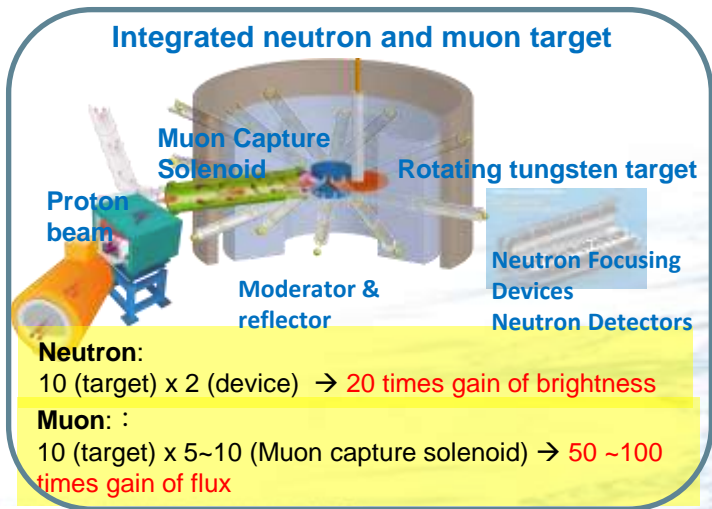 Integrated neutron and muon target
Muon Capture
Solenoid
Rotating tungsten target
Proton
beam
Neutron Focusing
Devices
Neutron Detectors
Moderator &
reflector
Neutron:
10 (target) x 2 (device) → 20 times gain of brightness
Muon: ：
10 (target) x 5~10 (Muon capture solenoid) → 50 ~100
times gain of flux